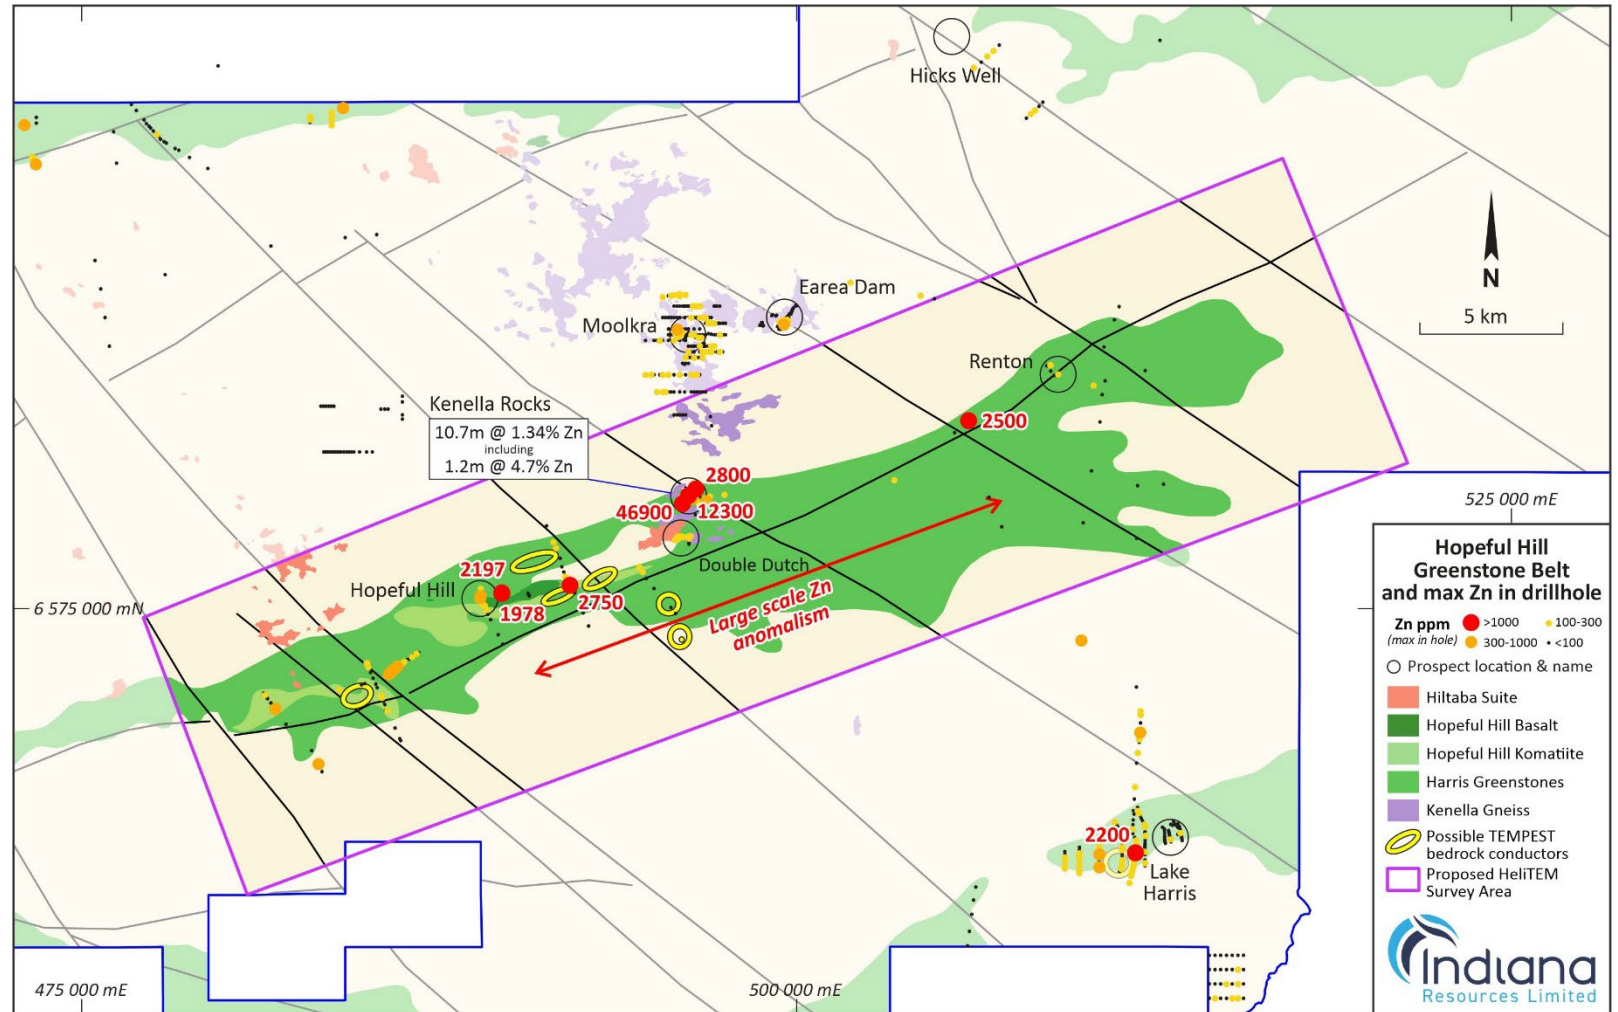 Hicks Well
Earea Dam
Moolkra
N
5 km
Renton
2500
Kenella Rocks
10.7m @ 1.34% Zn
including
1.2m @ 4.7% Zn
2800
46900
12300
Double Dutch
2197
Hopeful Hill
1978
2750
Large scale Zn
anomalism
6 575 000 mN
525 000 mE
2200
Lake
Harris
475 000 mE
500 000 mE
Hopeful Hill
Greenstone Belt
and max Zn in drillhole
Zn ppm
(max in hole)
>1000
100-300
300-1000
<100
Prospect location & name
Hiltaba Suite
Hopeful Hill Basalt
Hopeful Hill Komatiite
Harris Greenstones
Kenella Gneiss
Possible TEMPEST
bedrock conductors
Proposed HeliTEM
Survey Area
Indiana
Resources Limited